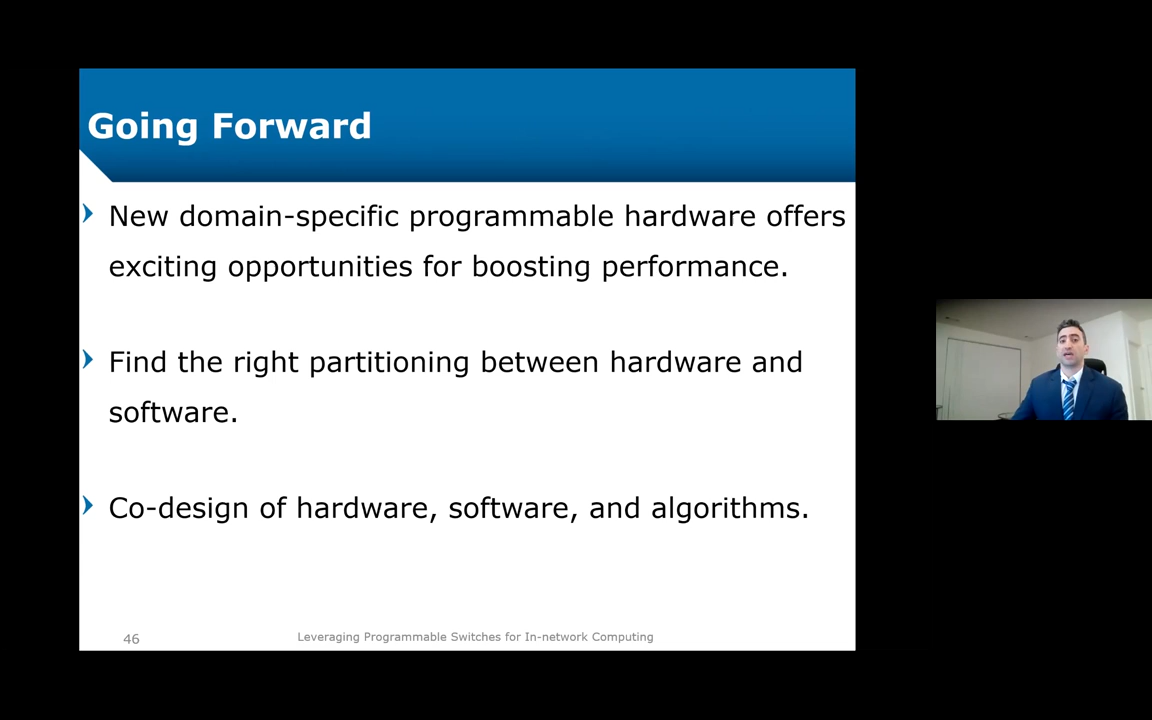 Going Forward
New domain-specific programmable hardware offers
exciting opportunities for boosting performance.
Find the right partitioning between hardware and
software.
Co-design of hardware, software, and algorithms.
46
Leveraging Programmable Switches for In-network Computing